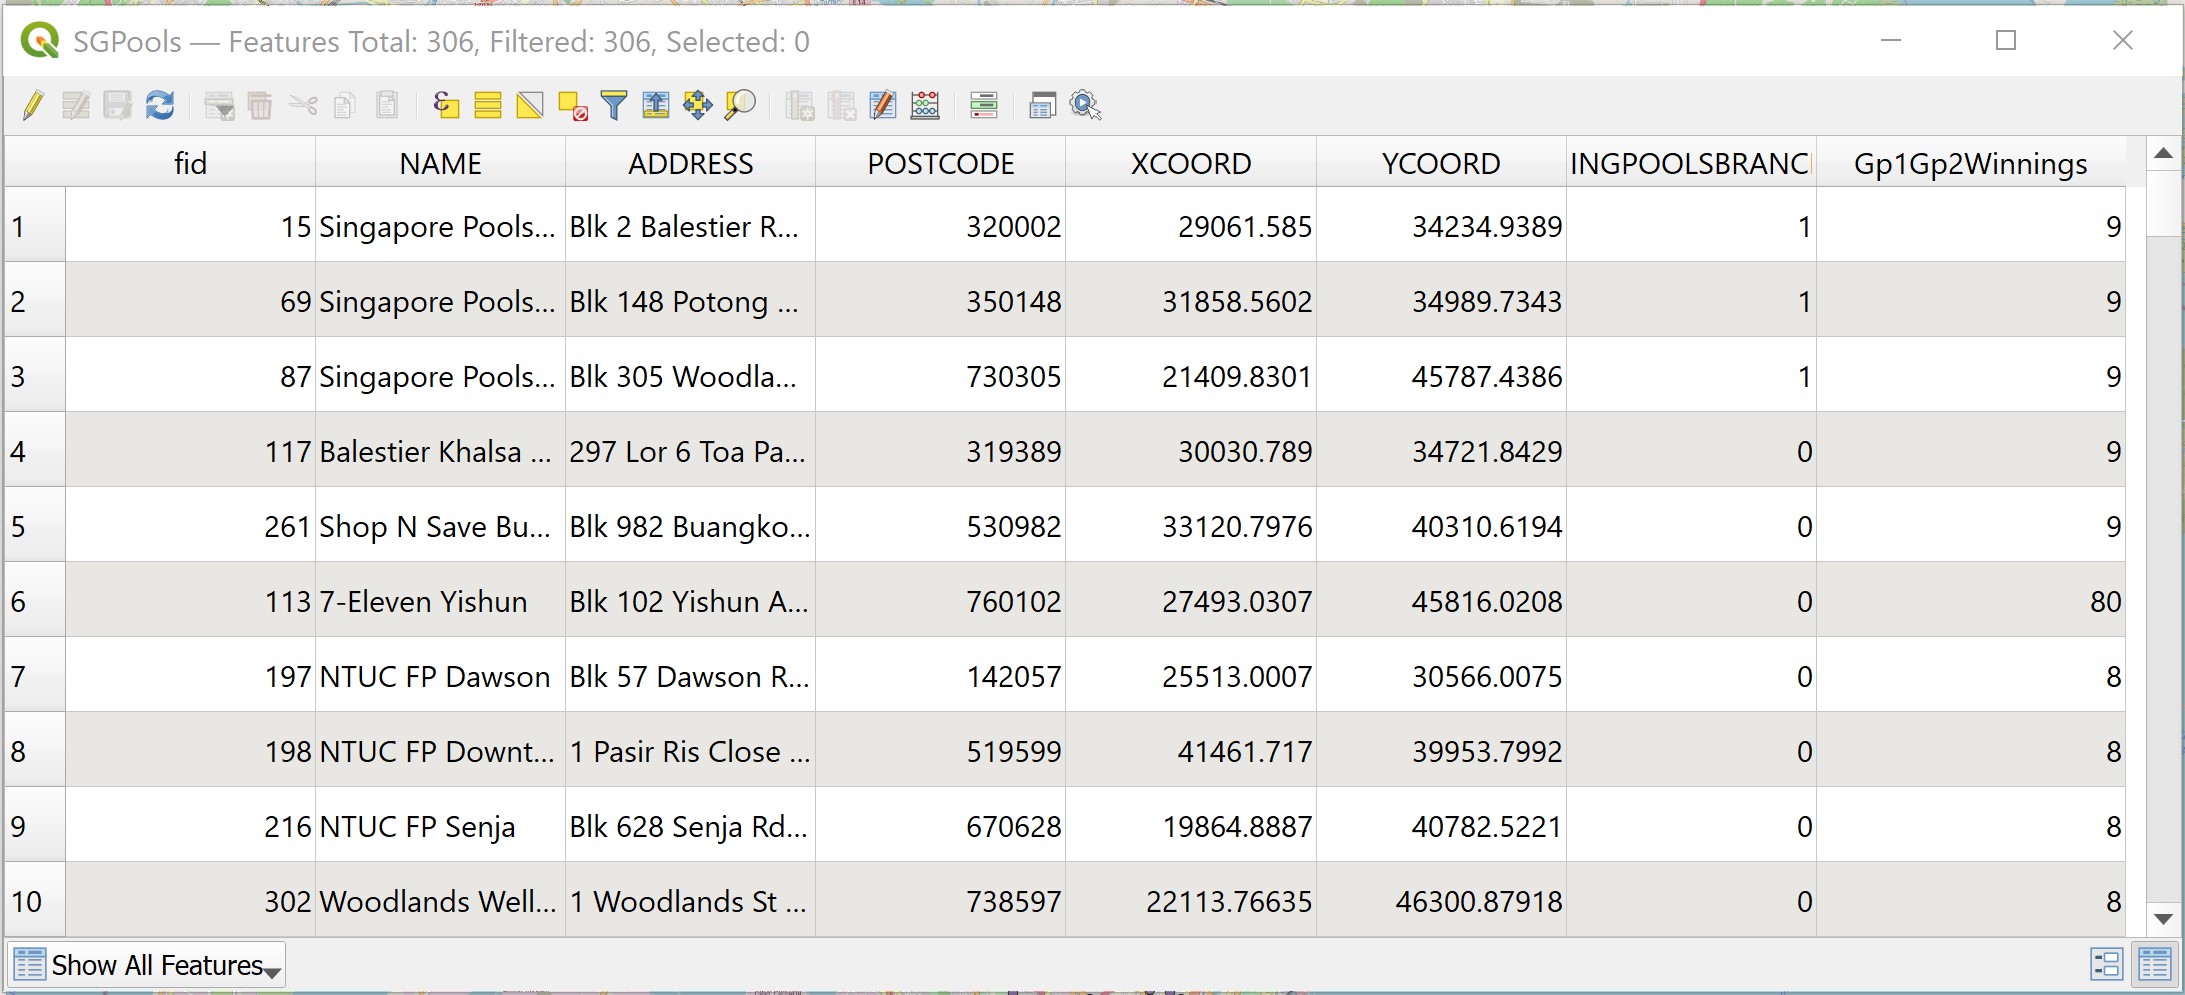 SGPools — Features Total: 306, Filtered: 306, Selected: 0
fid NAME ADDRESS POSTCODE XCOORD YCOORD INGPOOLSBRANC Gp1Gp2Winnings
1 15 Singapore Pools... Blk 2 Balestier R... 320002 29061.585 34234.9389 1 9
2 69 Singapore Pools... Blk 148 Potong ... 350148 31858.5602 34989.7343 1 9
3 87 Singapore Pools... Blk 305 Woodla... 730305 21409.8301 45787.4386 1 9
4 117 Balestier Khalsa ... 297 Lor 6 Toa Pa... 319389 30030.789 34721.8429 0 9
5 261 Shop N Save Bu... Blk 982 Buangko... 530982 33120.7976 40310.6194 0 9
6 113 7-Eleven Yishun Blk 102 Yishun A... 760102 27493.0307 45816.0208 0 80
7 197 NTUC FP Dawson Blk 57 Dawson R... 142057 25513.0007 30566.0075 0 8
8 198 NTUC FP Downt... 1 Pasir Ris Close ... 519599 41461.717 39953.7992 0 8
9 216 NTUC FP Senja Blk 628 Senja Rd... 670628 19864.8887 40782.5221 0 8
10 302 Woodlands Well... 1 Woodlands St ... 738597 22113.76635 46300.87918 0 8
Show All Features